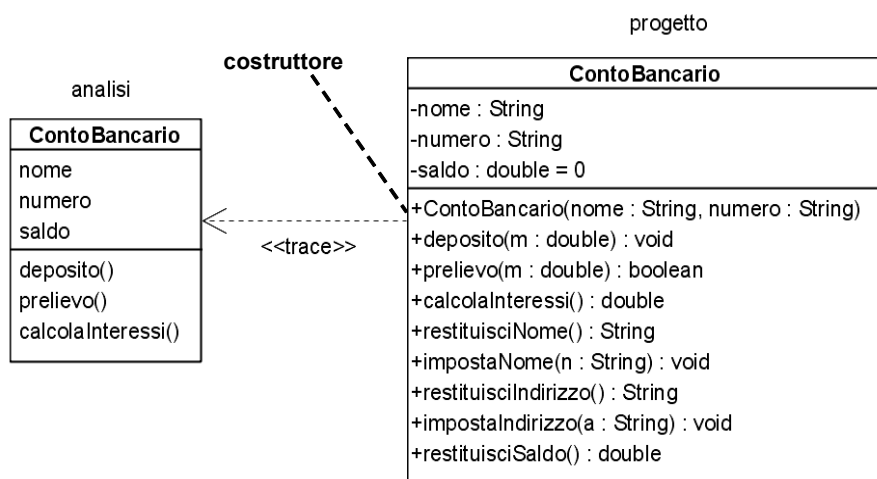 progetto
costruttore
analisi
ContoBancario
nome
numero
saldo
deposito()
prelievo()
calcolaInteressi()
<<trace>>
ContoBancario
-nome : String
-numero : String
-saldo : double = 0
+ContoBancario(nome : String, numero : String)
+deposito(m : double) : void
+prelievo(m : double) : boolean
+calcolaInteressi() : double
+restituisciNome() : String
+impostaNome(n : String) : void
+restituisciIndirizzo() : String
+impostaIndirizzo(a : String) : void
+restituisciSaldo() : double